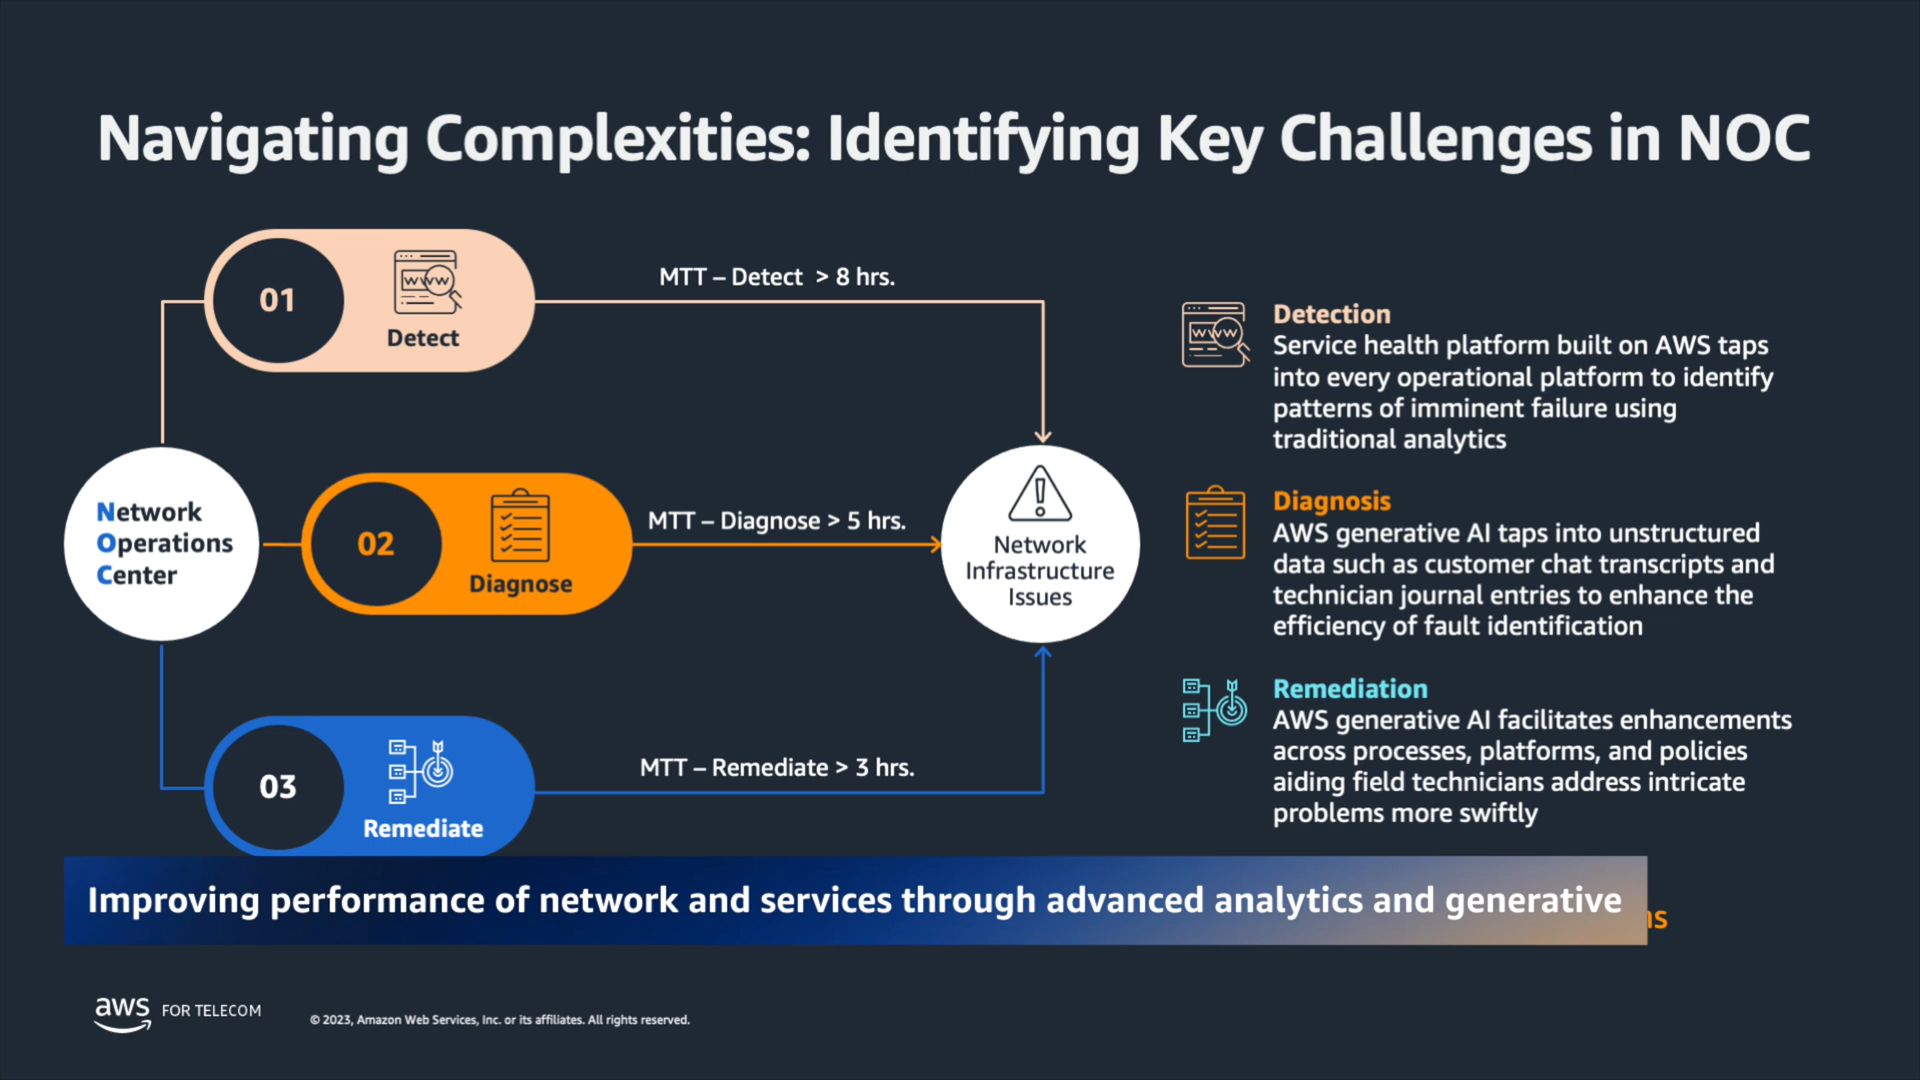 Navigating Complexities: Identifying Key Challenges in NOC
01
www
Detect
MTT – Detect > 8 hrs.
Network
Operations
Center
02
Diagnose
MTT – Diagnose > 5 hrs.
Network
Infrastructure
Issues
03
Remediate
MTT – Remediate > 3 hrs.
www
Detection
Service health platform built on AWS taps
into every operational platform to identify
patterns of imminent failure using
traditional analytics
Diagnosis
AWS generative AI taps into unstructured
data such as customer chat transcripts and
technician journal entries to enhance the
efficiency of fault identification
Remediation
AWS generative AI facilitates enhancements
across processes, platforms, and policies
aiding field technicians address intricate
problems more swiftly
Improving performance of network and services through advanced analytics and generative
aws FOR TELECOM
© 2023, Amazon Web Services, Inc. or its affiliates. All rights reserved.